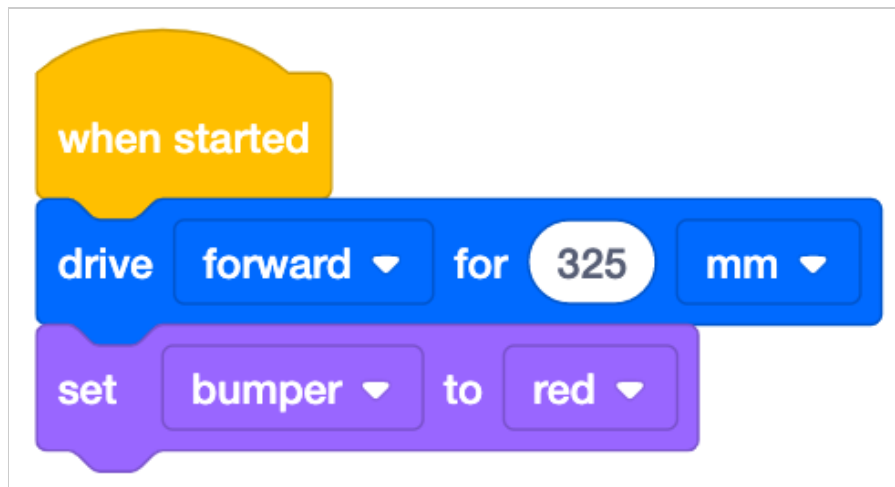 when started
drive forward for 325 mm
set bumper to red